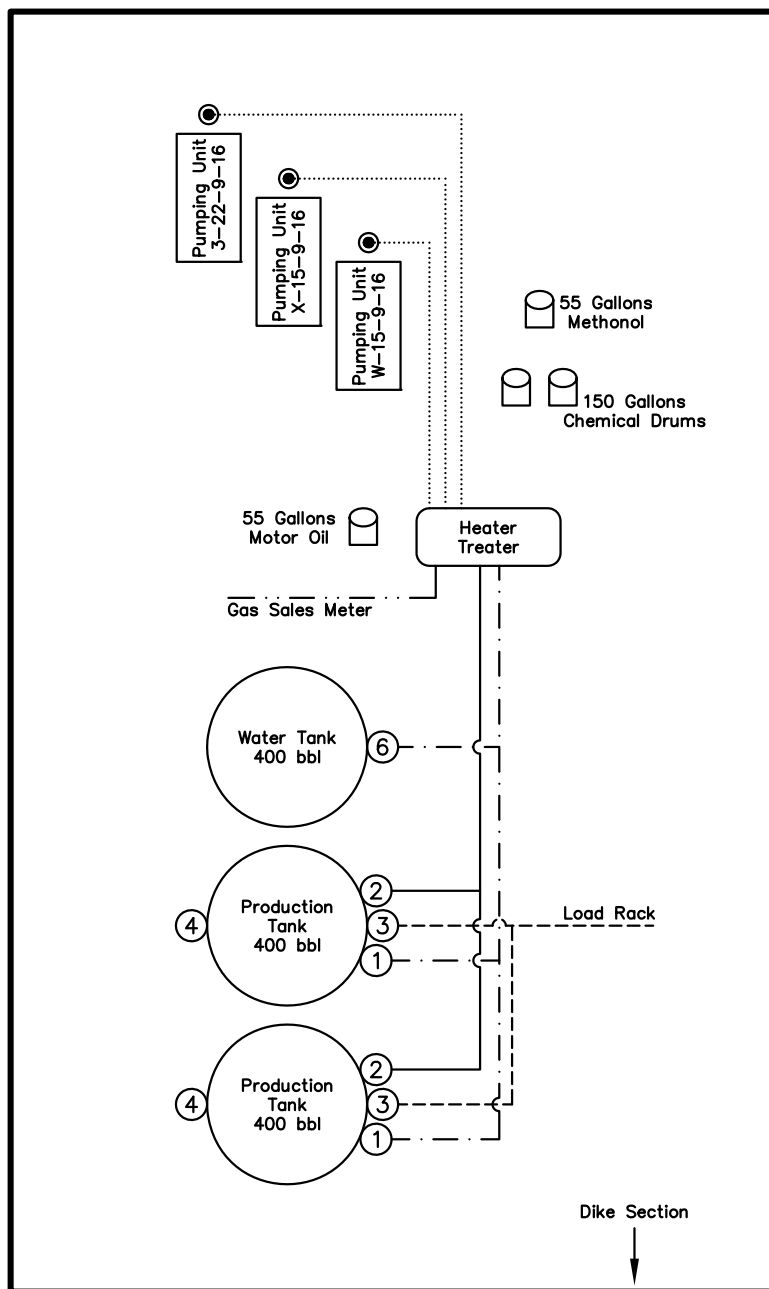 Pumping Unit
3-22-9-16
Pumping Unit
X-15-9-16
Pumping Unit
W-15-9-16
55 Gallons
Methonol
150 Gallons
Chemical Drums
55 Gallons
Motor Oil
Heater
Treater
Gas Sales Meter
Water Tank
400 bbl
6
2
Production
Tank
400 bbl
4
3
Load Rack
1
2
Production
Tank
400 bbl
4
3
1
Dike Section